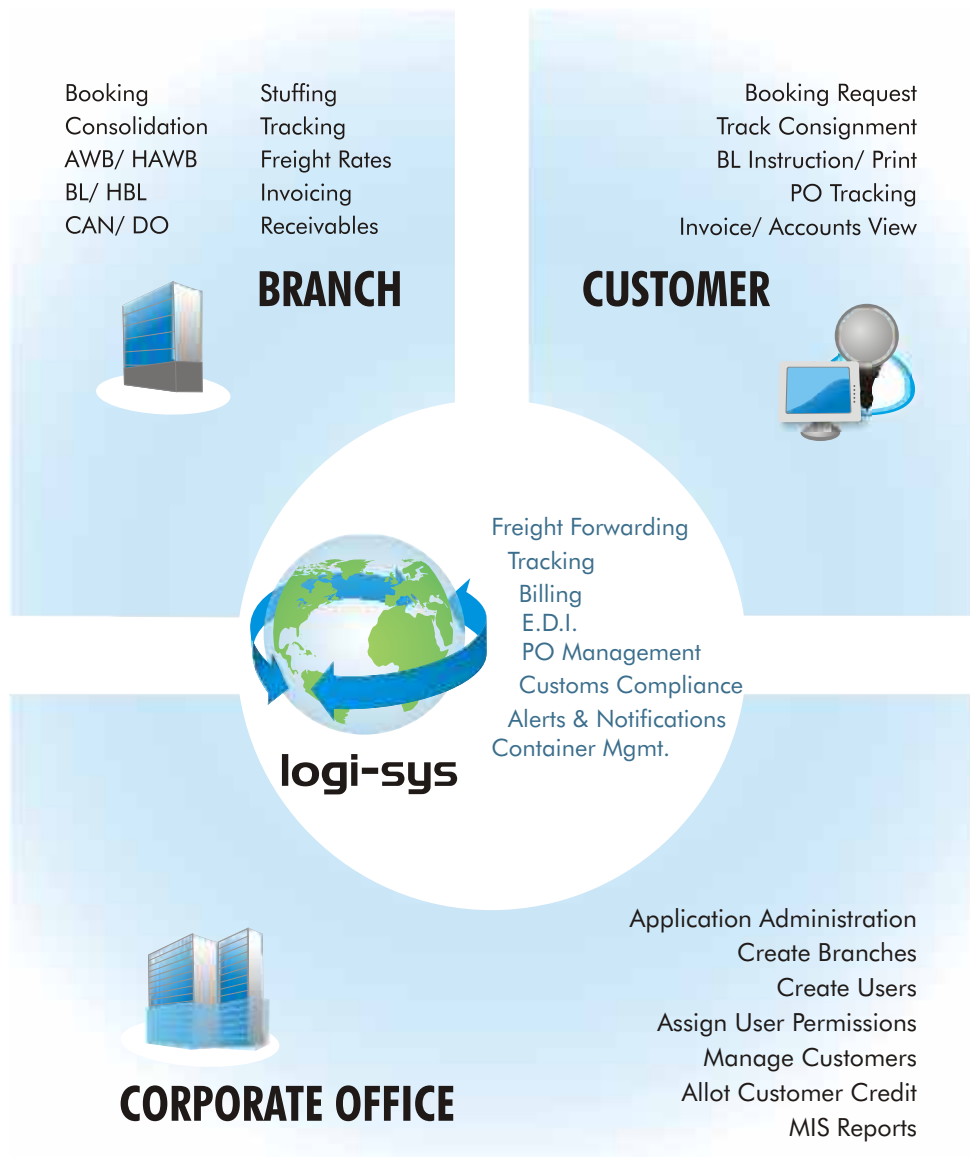 Booking
Consolidation
AWB/ HAWB
BL/ HBL
CAN/ DO
Stuffing
Tracking
Freight Rates
Invoicing
Receivables
BRANCH
Booking Request
Track Consignment
BL Instruction/ Print
PO Tracking
Invoice/ Accounts View
CUSTOMER
Freight Forwarding
Tracking
Billing
E.D.I.
PO Management
Customs Compliance
Alerts & Notifications
Container Mgmt.
logi-sys
Application Administration
Create Branches
Create Users
Assign User Permissions
Manage Customers
Allot Customer Credit
MIS Reports
CORPORATE OFFICE